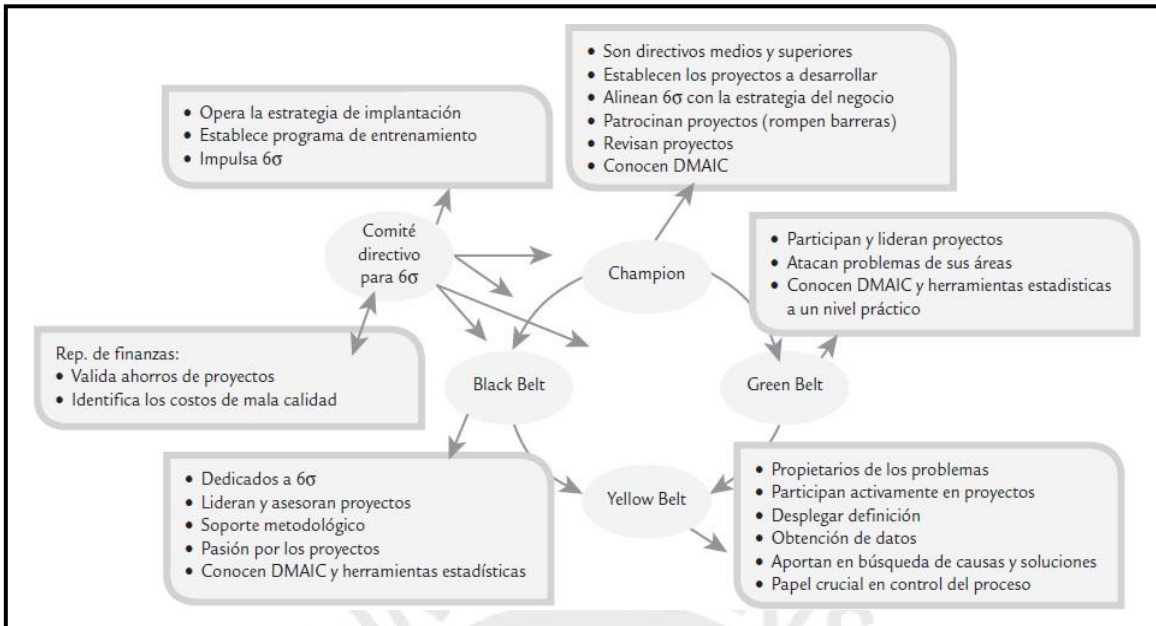 • Son directivos medios y superiores
• Establecen los proyectos a desarrollar
• Alinean 6σ con la estrategia del negocio
• Patrocinan proyectos (rompen barreras)
• Revisan proyectos
• Conocen DMAIC
• Opera la estrategia de implantación
• Establece programa de entrenamiento
• Impulsa 6σ
Comité
directivo
para 6σ
Champion
• Participan y lideran proyectos
• Atacan problemas de sus áreas
• Conocen DMAIC y herramientas estadisticas
a un nivel práctico
Rep. de finanzas:
• Valida ahorros de proyectos
• Identifica los costos de mala calidad
Black Belt
Green Belt
• Dedicados a 6σ
• Lideran y asesoran proyectos
• Soporte metodológico
• Pasión por los proyectos
• Conocen DMAIC y herramientas estadísticas
Yellow Belt
• Propietarios de los problemas
• Participan activamente en proyectos
• Desplegar definición
• Obtención de datos
• Aportan en búsqueda de causas y soluciones
• Papel crucial en control del proceso